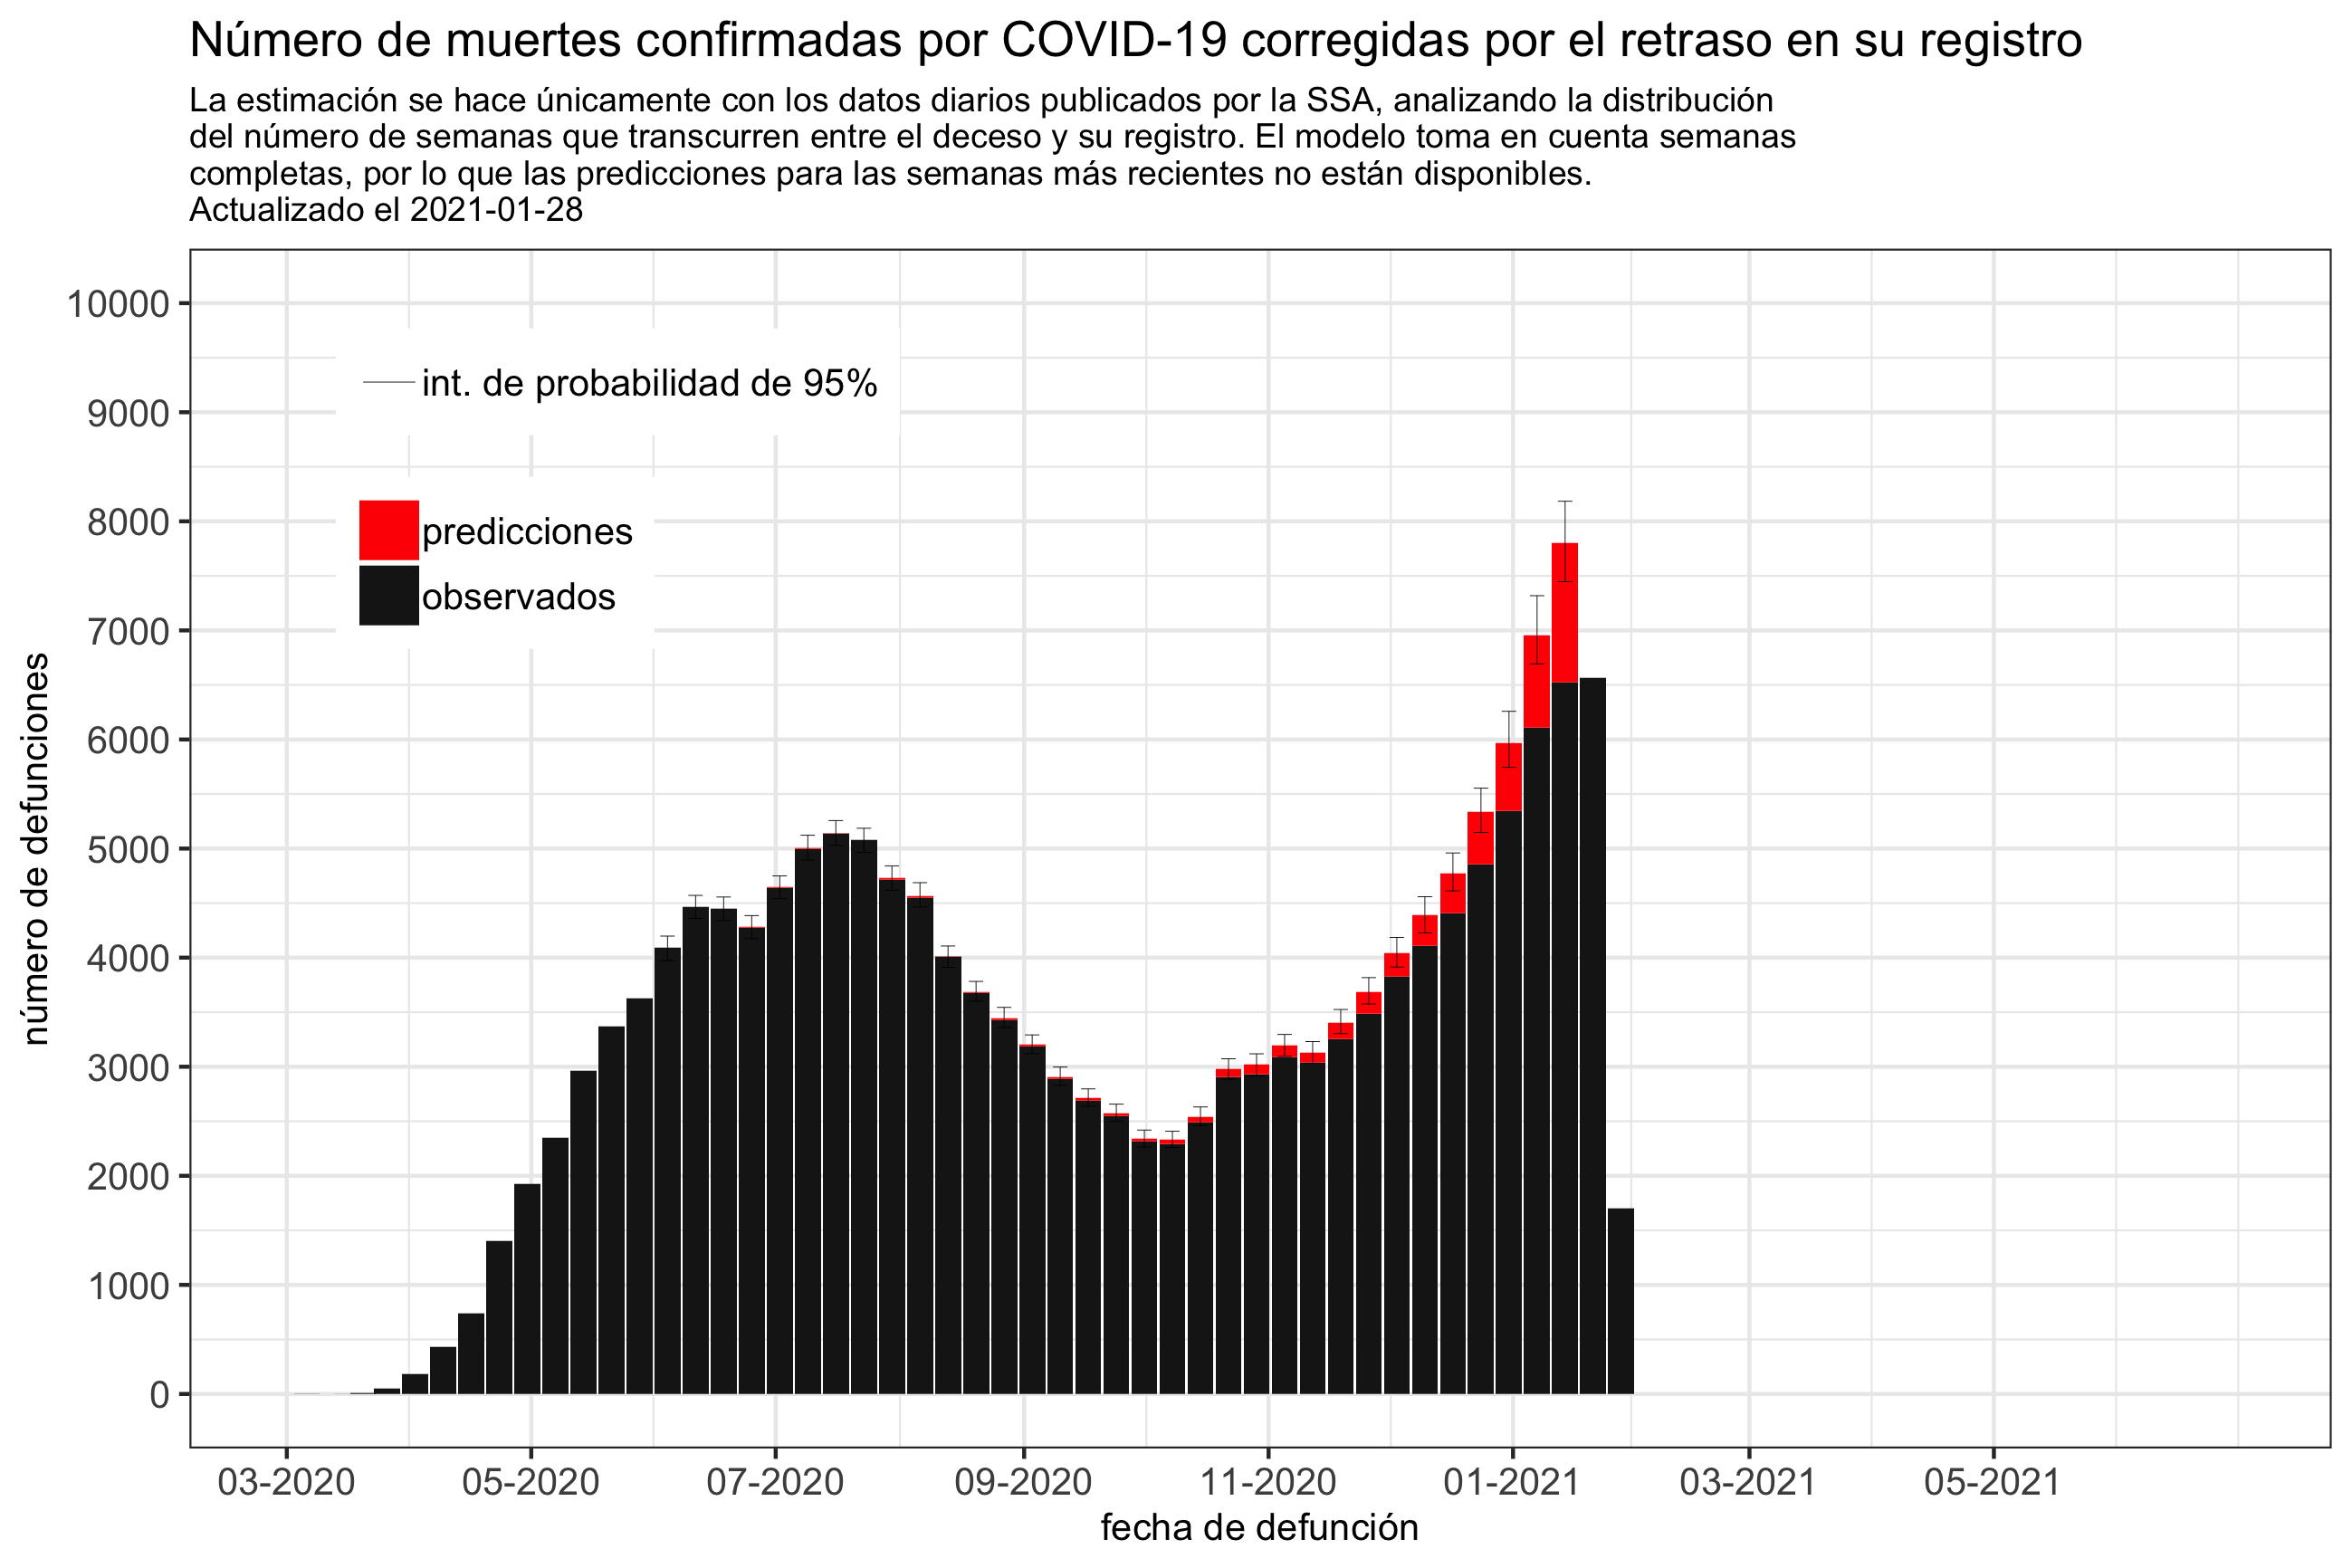 Número de muertes confirmadas por COVID-19 corregidas por el retraso en su registro
La estimación se hace únicamente con los datos diarios publicados por la SSA, analizando la distribución
del número de semanas que transcurren entre el deceso y su registro. El modelo toma en cuenta semanas
completas, por lo que las predicciones para las semanas más recientes no están disponibles.
Actualizado el 2021-01-28
10000
9000
8000
7000
6000
5000
4000
3000
2000
1000
0
número de defunciones
int. de probabilidad de 95%
predicciones
observados
03-2020 05-2020 07-2020 09-2020 11-2020 01-2021 03-2021 05-2021
fecha de defunción